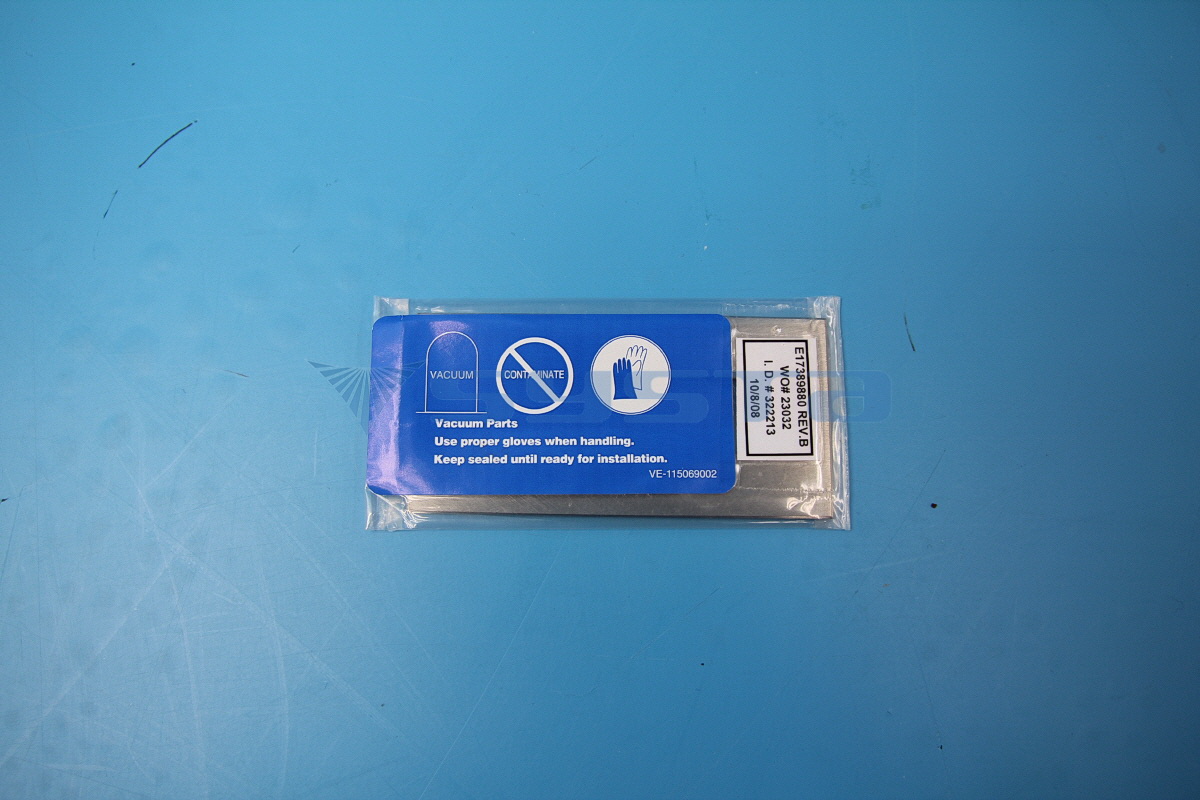 VACUUM
CONTAMINATE
Vacuum Parts
Use proper gloves when handling.
Keep sealed until ready for installation.
VE-115069002
E17389880 REV.B
WO# 23032
I. D. # 322213
10/8/08